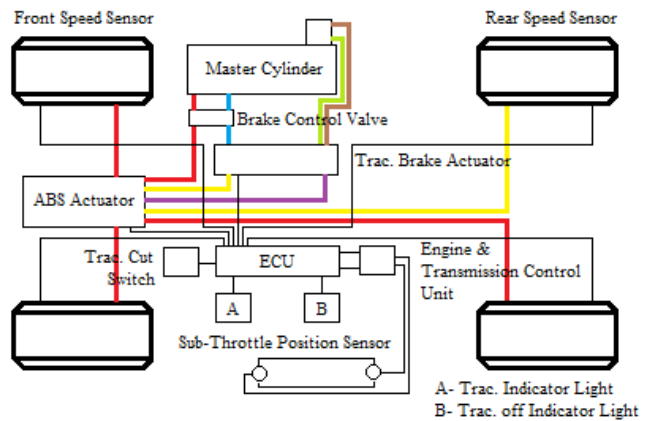 Front Speed Sensor
Rear Speed Sensor
Master Cylinder
Brake Control Valve
Trac. Brake Actuator
ABS Actuator
Trac. Cut
Switch
ECU
Engine &
Transmission Control
Unit
A
B
Sub-Throttle Position Sensor
A- Trac. Indicator Light
B- Trac. off Indicator Light